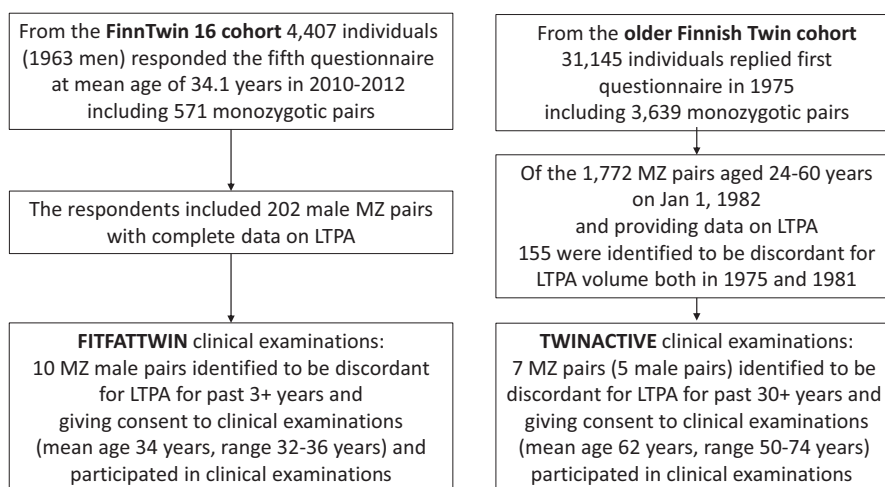 From the FinnTwin 16 cohort 4,407 individuals
(1963 men) responded the fifth questionnaire
at mean age of 34.1 years in 2010-2012
including 571 monozygotic pairs
The respondents included 202 male MZ pairs
with complete data on LTPA
FITFATTWIN clinical examinations:
10 MZ male pairs identified to be discordant
for LTPA for past 3+ years and
giving consent to clinical examinations
(mean age 34 years, range 32-36 years) and
participated in clinical examinations
From the older Finnish Twin cohort
31,145 individuals replied first
questionnaire in 1975
including 3,639 monozygotic pairs
Of the 1,772 MZ pairs aged 24-60 years
on Jan 1, 1982
and providing data on LTPA
155 were identified to be discordant for
LTPA volume both in 1975 and 1981
TWINACTIVE clinical examinations:
7 MZ pairs (5 male pairs) identified to be
discordant for LTPA for past 30+ years and
giving consent to clinical examinations
(mean age 62 years, range 50-74 years)
participated in clinical examinations